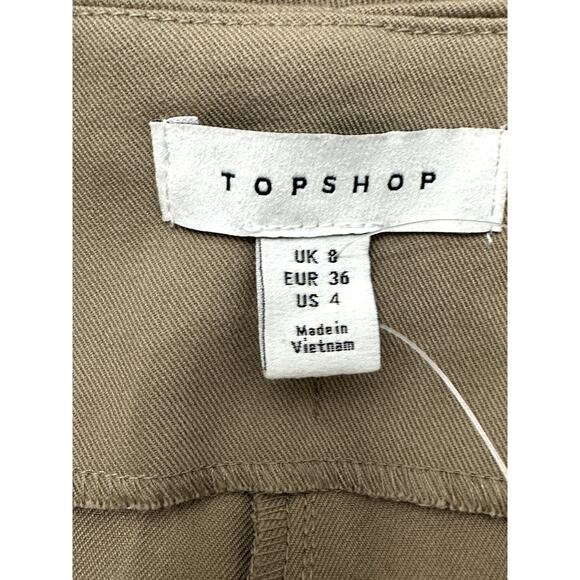 TOPSHOP
UK 8
EUR 36
US 4
Made in
Vietnam